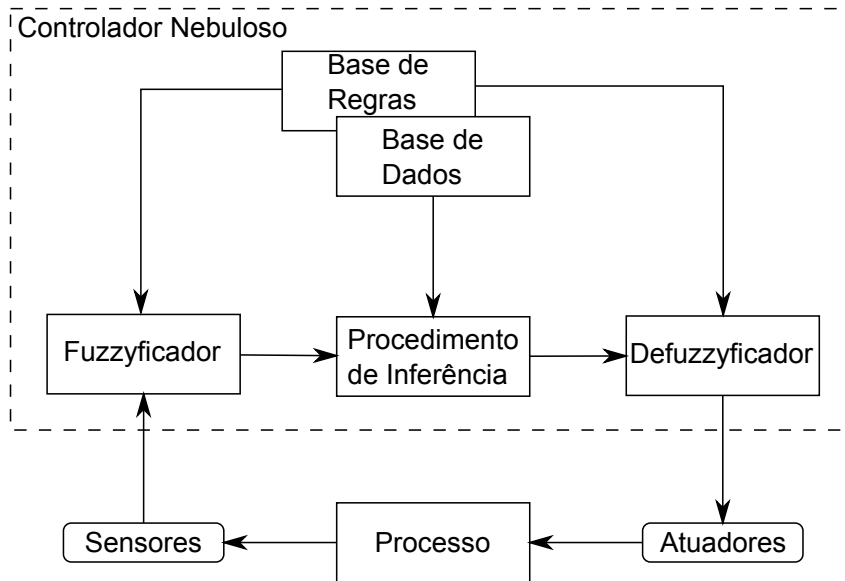 Controlador Nebuloso
Base de
Regras
Base de
Dados
Fuzzyficador
Procedimento
de Inferência
Defuzzyficador
Sensores
Processo
Atuadores